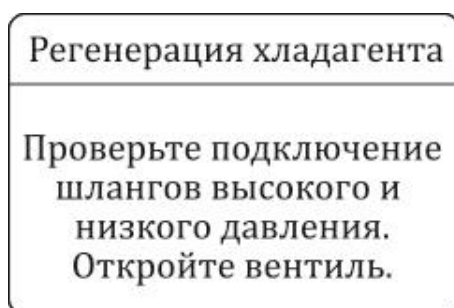 Регенерация хладагента
Проверьте подключение
шлангов высокого и
низкого давления.
Откройте вентиль.